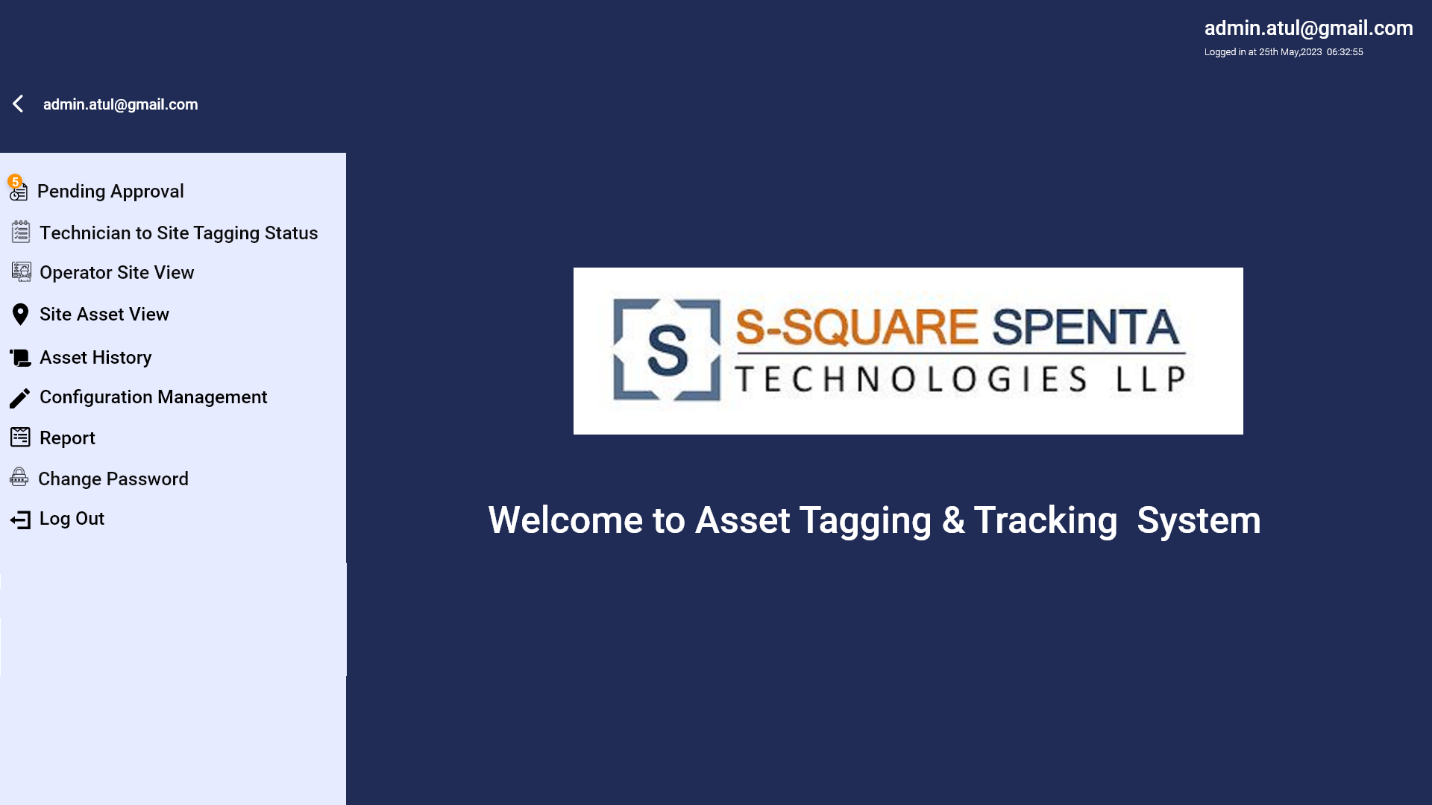 admin.atul@gmail.com
Logged in at 25th May,2023  06:32:55
admin.atul@gmail.com
5
Pending Approval
Technician to Site Tagging Status
Operator Site View
Site Asset View
Asset History
Configuration Management
Report
Change Password
Log Out
S
S-SQUARE SPENTA
TECHNOLOGIES LLP
Welcome to Asset Tagging & Tracking  System